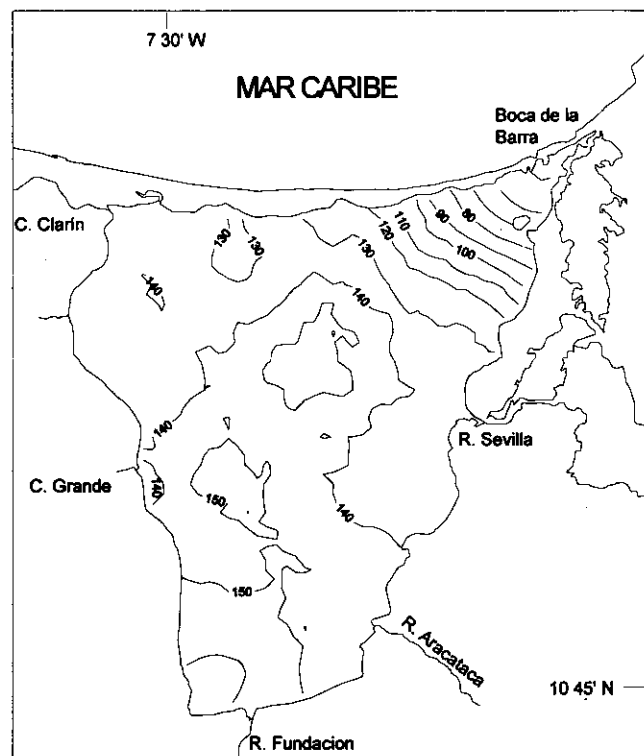 7 30' W
MAR CARIBE
Boca de la
Barra
C. Clarín
90
80
110
120
130
130
130
100
140
140
140
C. Grande
140
150
R. Sevilla
140
150
R. Aracataca
10 45' N
R. Fundacion